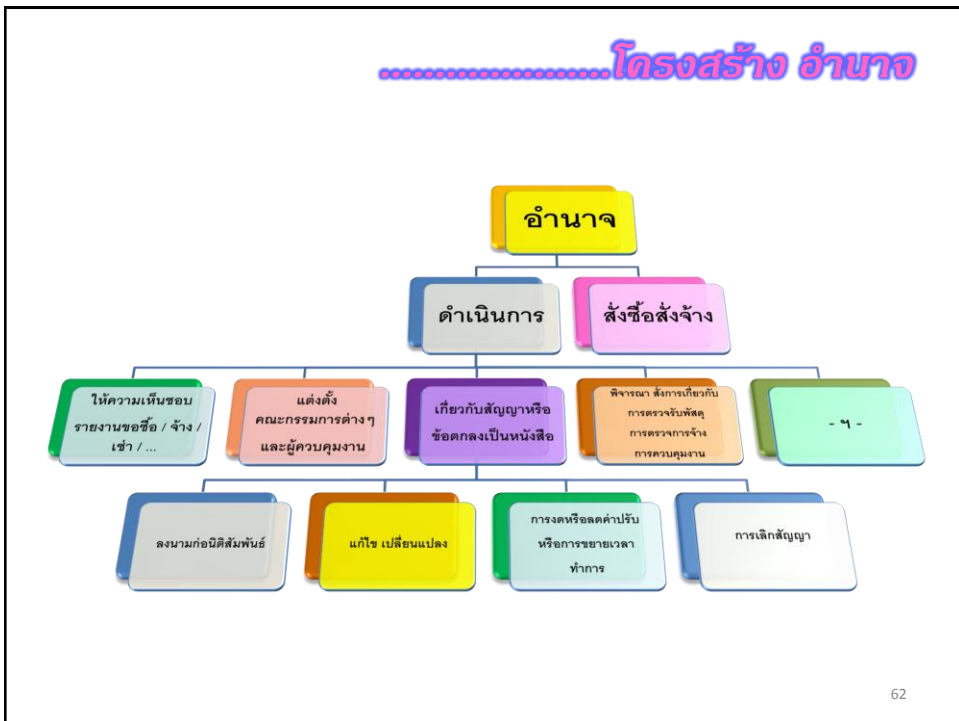 ....................โครงสร้าง อำนาจ
อำนาจ
ดำเนินการ
สั่งซื้อสั่งจ้าง
ให้ความเห็นชอบ
รายงานขอซื้อ / จ้าง /
เช่า / ...
แต่งตั้ง
คณะกรรมการต่างๆ
และผู้ควบคุมงาน
เกี่ยวกับสัญญาหรือ
ข้อตกลงเป็นหนังสือ
พิจารณา สั่งการเกี่ยวกับ
การตรวจรับพัสดุ
การตรวจการจ้าง
การควบคุมงาน
- ฯ -
ลงนามก่อนิติสัมพันธ์
แก้ไข เปลี่ยนแปลง
การงดหรือลดค่าปรับ
หรือการขยายเวลา
ทำการ
การเลิกสัญญา
62